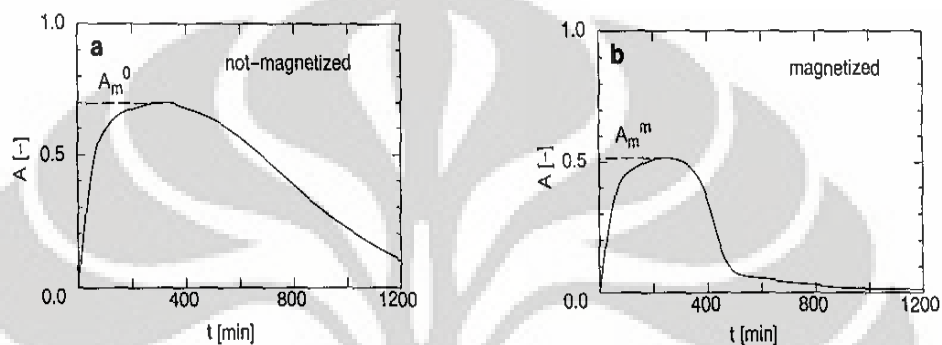 a
not-magnetized
A_m^0
1.0
0.5
0.0
A [-]
400
800
1200
t [min]
b
magnetized
A_m^m
1.0
0.5
0.0
A [-]
0
400
800
1200
t [min]